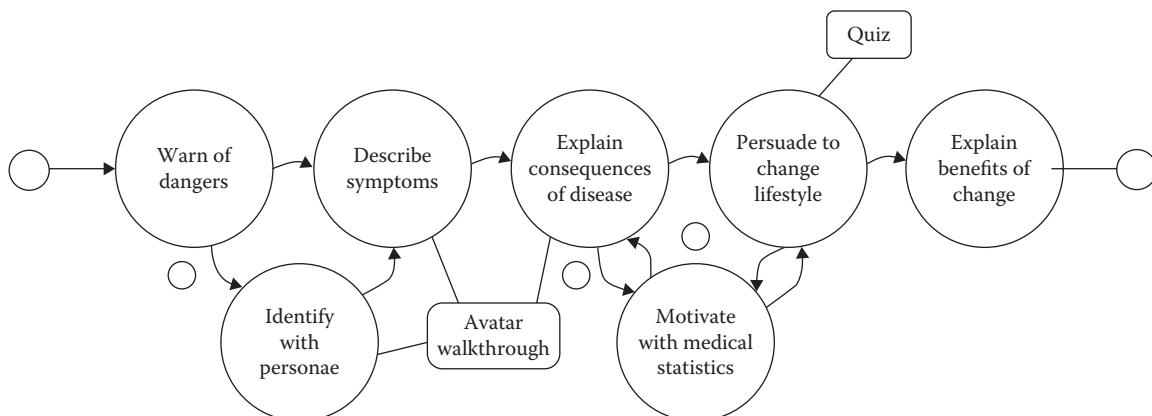 Quiz
Warn of
dangers
Describe
symptoms
Explain
consequences
of disease
Persuade to
change
lifestyle
Explain
benefits of
change
Identify
with
personae
Avatar
walkthrough
Motivate
with medical
statistics